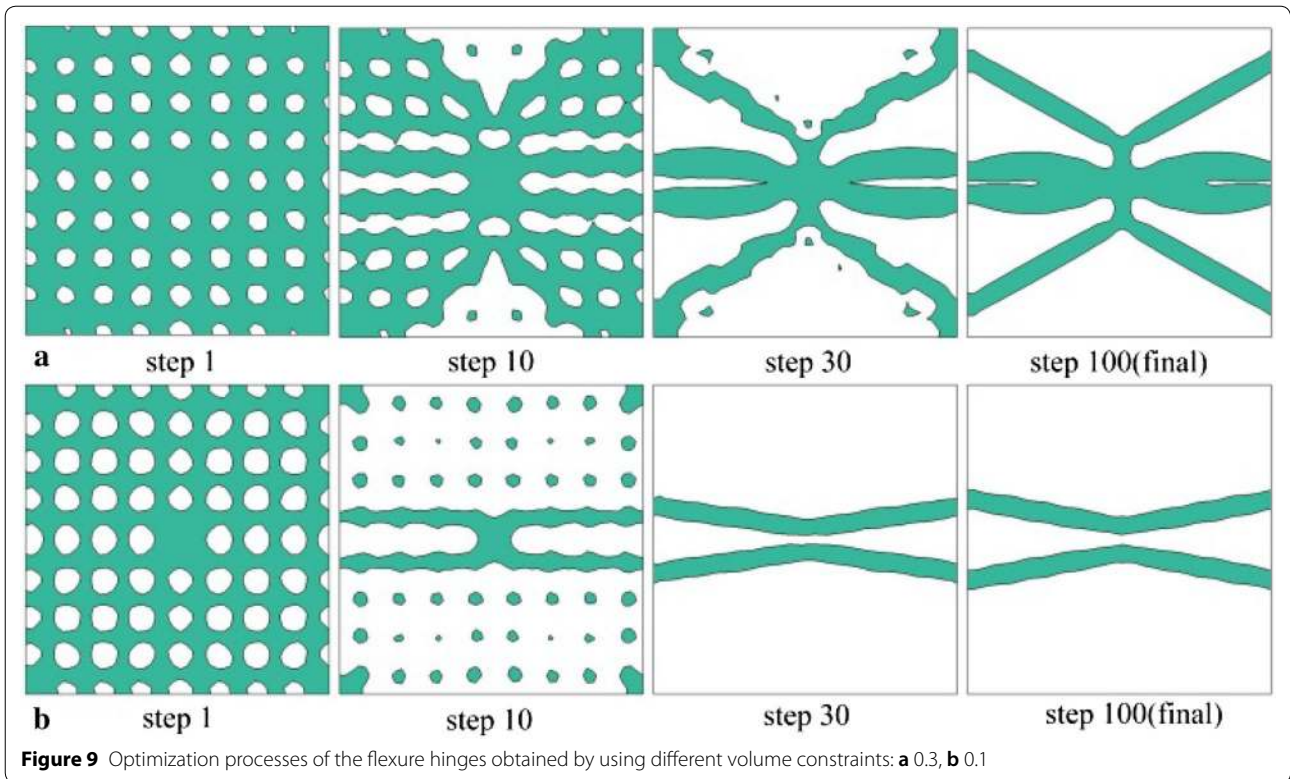 a
step 1
step 10
step 30
step 100(final)
b
step 1
step 10
step 30
step 100(final)
Figure 9 Optimization processes of the flexure hinges obtained by using different volume constraints: a 0.3, b 0.1